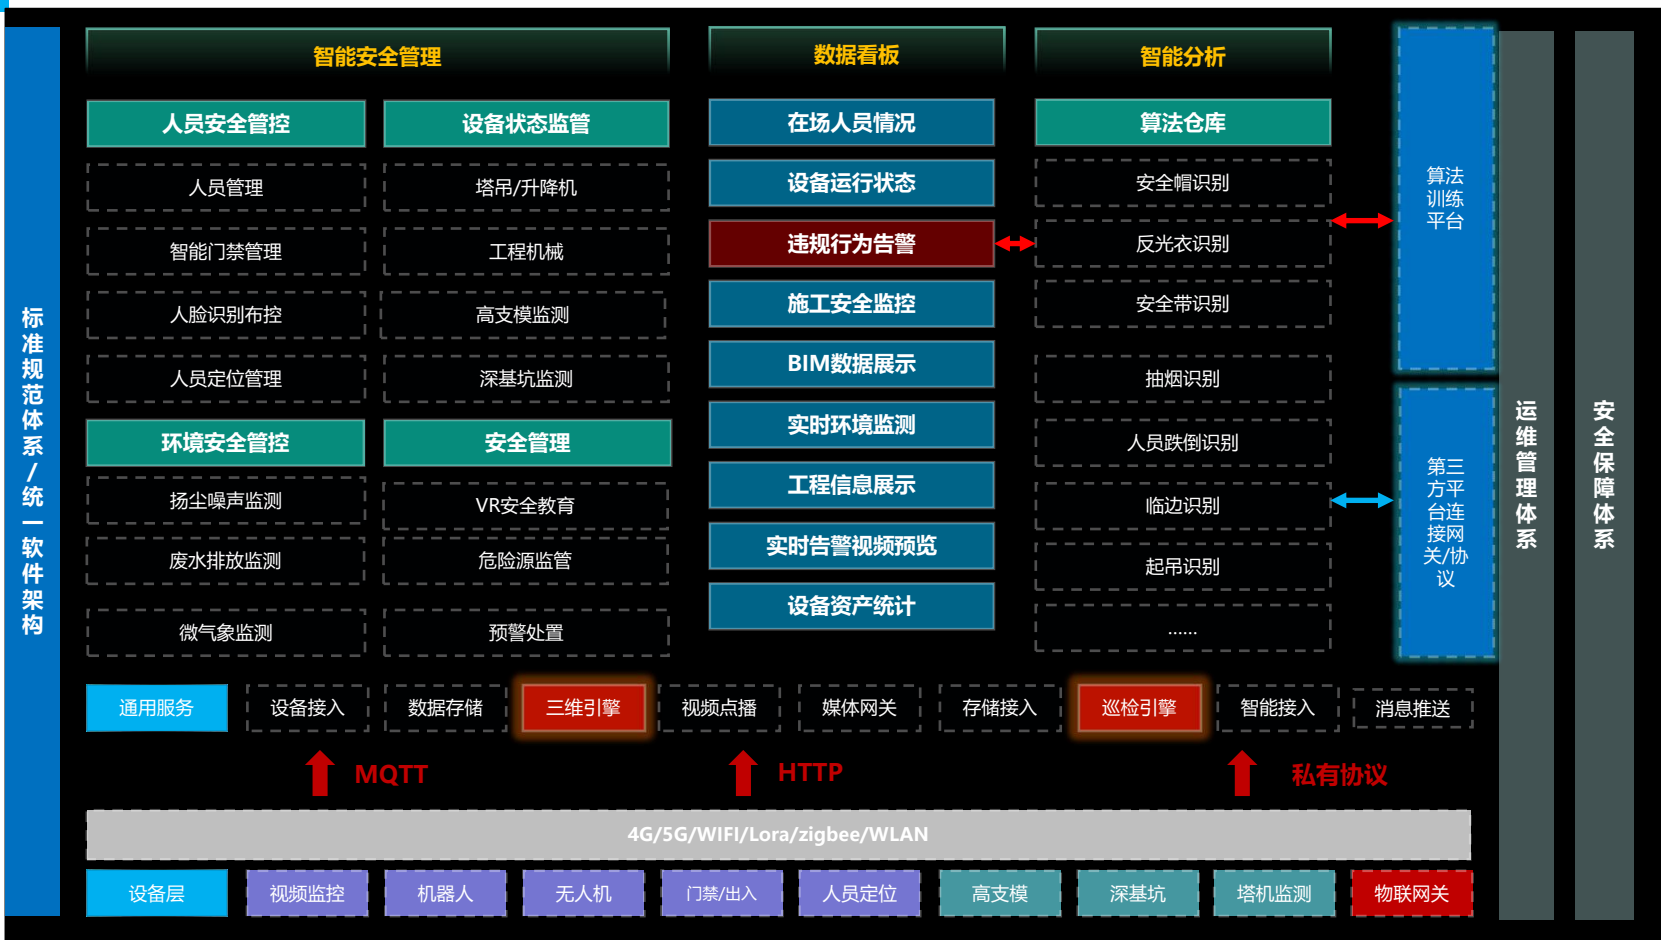 标准规范体系/统一软件架构
智能安全管理
人员安全管控
人员管理
智能门禁管理
人脸识别布控
人员定位管理
设备状态监管
塔吊/升降机
工程机械
高支模监测
深基坑监测
环境安全管控
扬尘噪声监测
废水排放监测
微气象监测
安全管理
VR安全教育
危险源监管
预警处置
数据看板
在场人员情况
设备运行状态
违规行为告警
施工安全监控
BIM数据展示
实时环境监测
工程信息展示
实时告警视频预览
设备资产统计
智能分析
算法仓库
安全帽识别
反光衣识别
安全带识别
抽烟识别
人员跌倒识别
临边识别
起吊识别
......
算法
训练
平台
第三
方平
台连
接网
关/协
议
运维管理体系
安全保障体系
通用服务
设备接入
数据存储
三维引擎
视频点播
媒体网关
存储接入
巡检引擎
智能接入
消息推送
MQTT
HTTP
私有协议
4G/5G/WIFI/Lora/zigbee/WLAN
设备层
视频监控
机器人
无人机
门禁/出入
人员定位
高支模
深基坑
塔机监测
物联网关